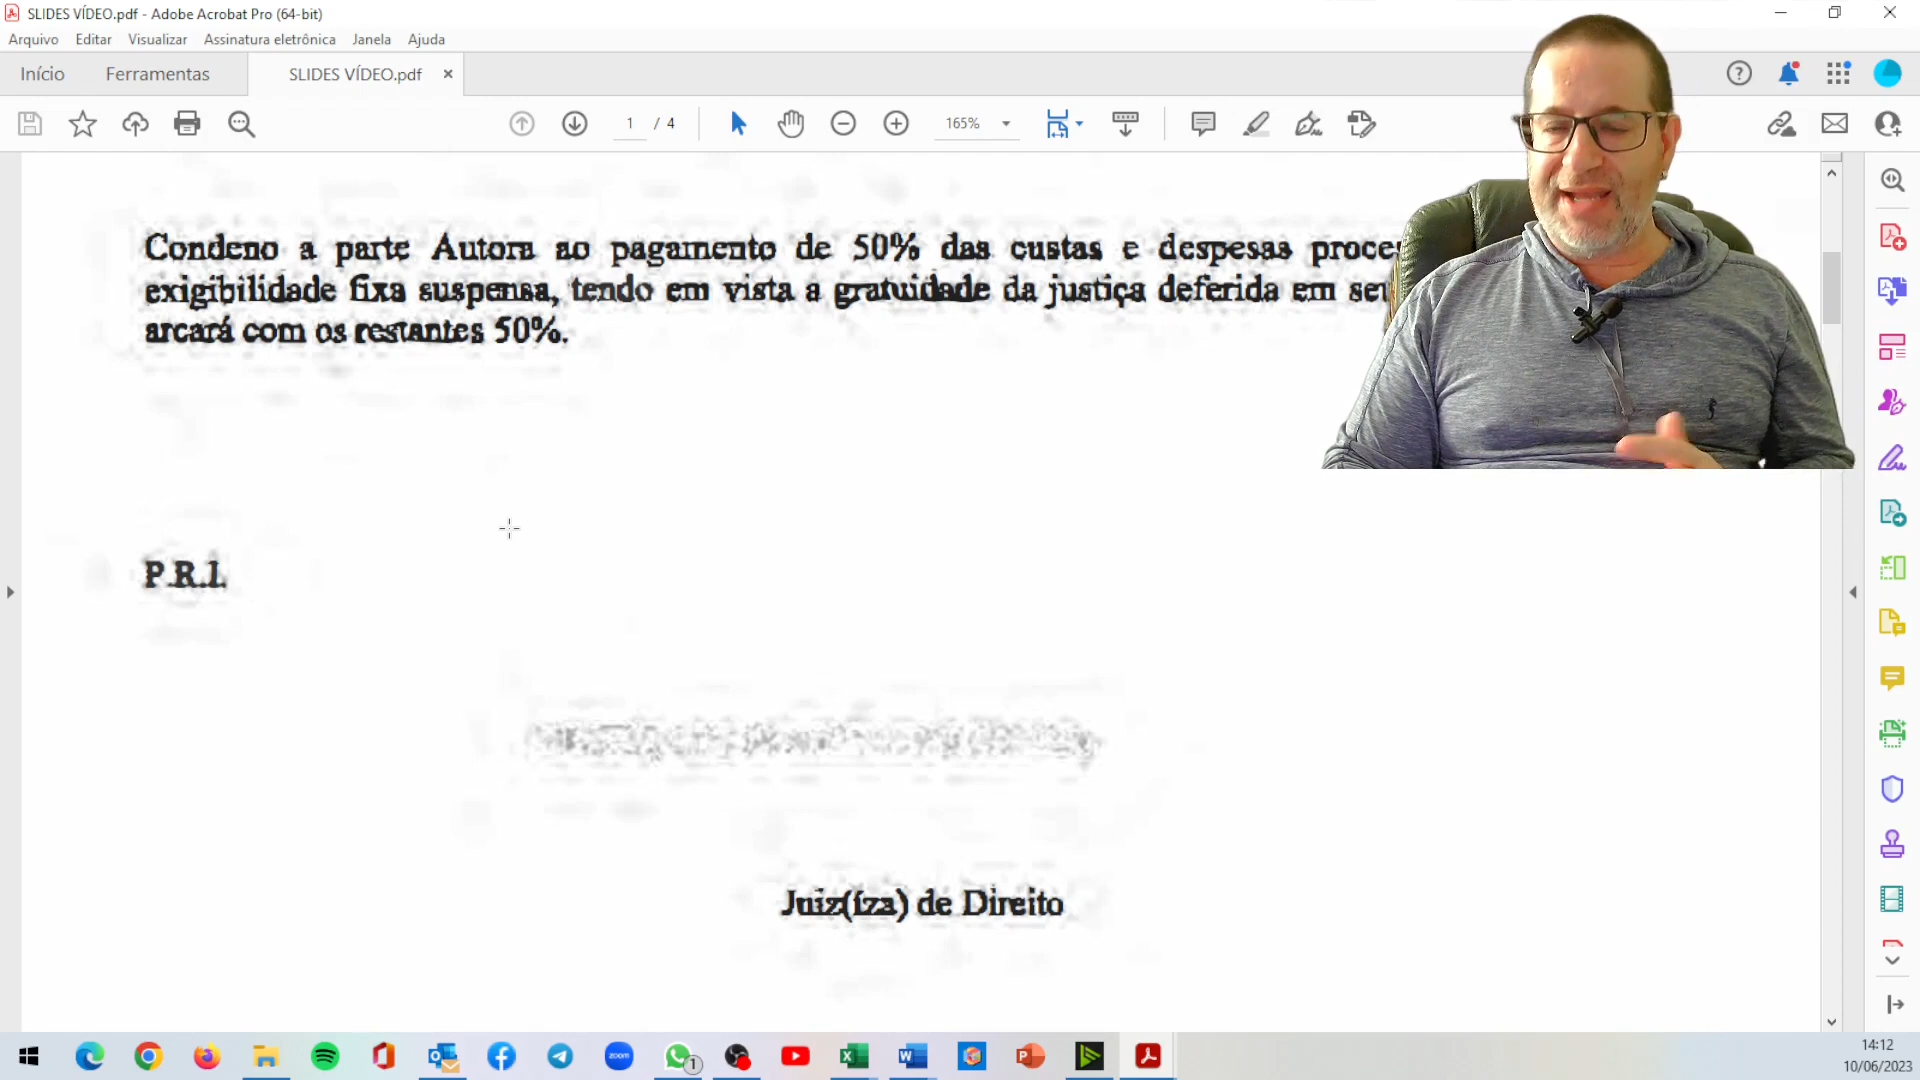 SLIDES VÍDEO.pdf - Adobe Acrobat Pro (64-bit)
Arquivo Editar Visualizar Assinatura eletrônica Janela Ajuda
Início Ferramentas SLIDES VÍDEO.pdf
1 / 4 165%
Condeno a parte Autora ao pagamento de 50% das custas e despesas
exigibilidade fixa suspensa, tendo em vista a gratuidade da justiça deferida em
arcará com os restantes 50%.
P.R.I.
Juiz(íza) de Direito
zoom
1
14:12
10/06/2023